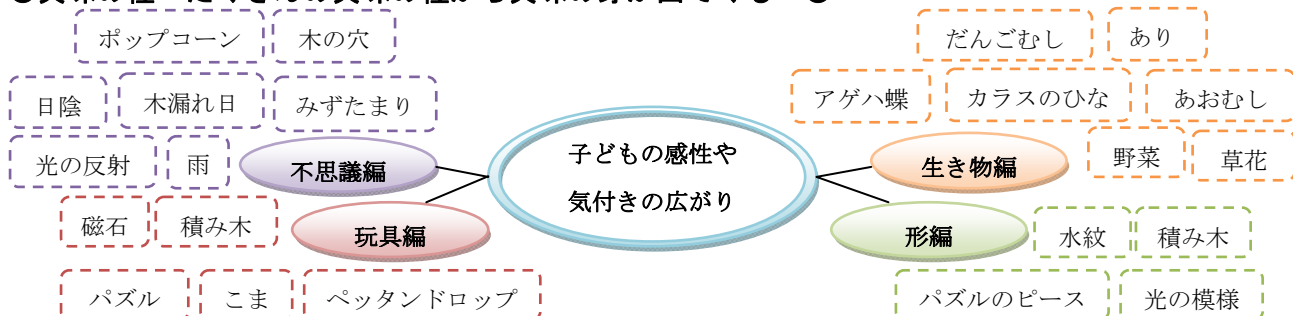 ポップコーン
木の穴
日陰
木漏れ日
みずたまり
光の反射
雨
不思議編
磁石
積み木
玩具編
パズル
こま
ペッタンドロップ
子どもの感性や
気付きの広がり
だんごむし
あり
アゲハ蝶
カラスのひな
あおむし
生き物編
野菜
草花
形編
水紋
積み木
パズルのピース
光の模様